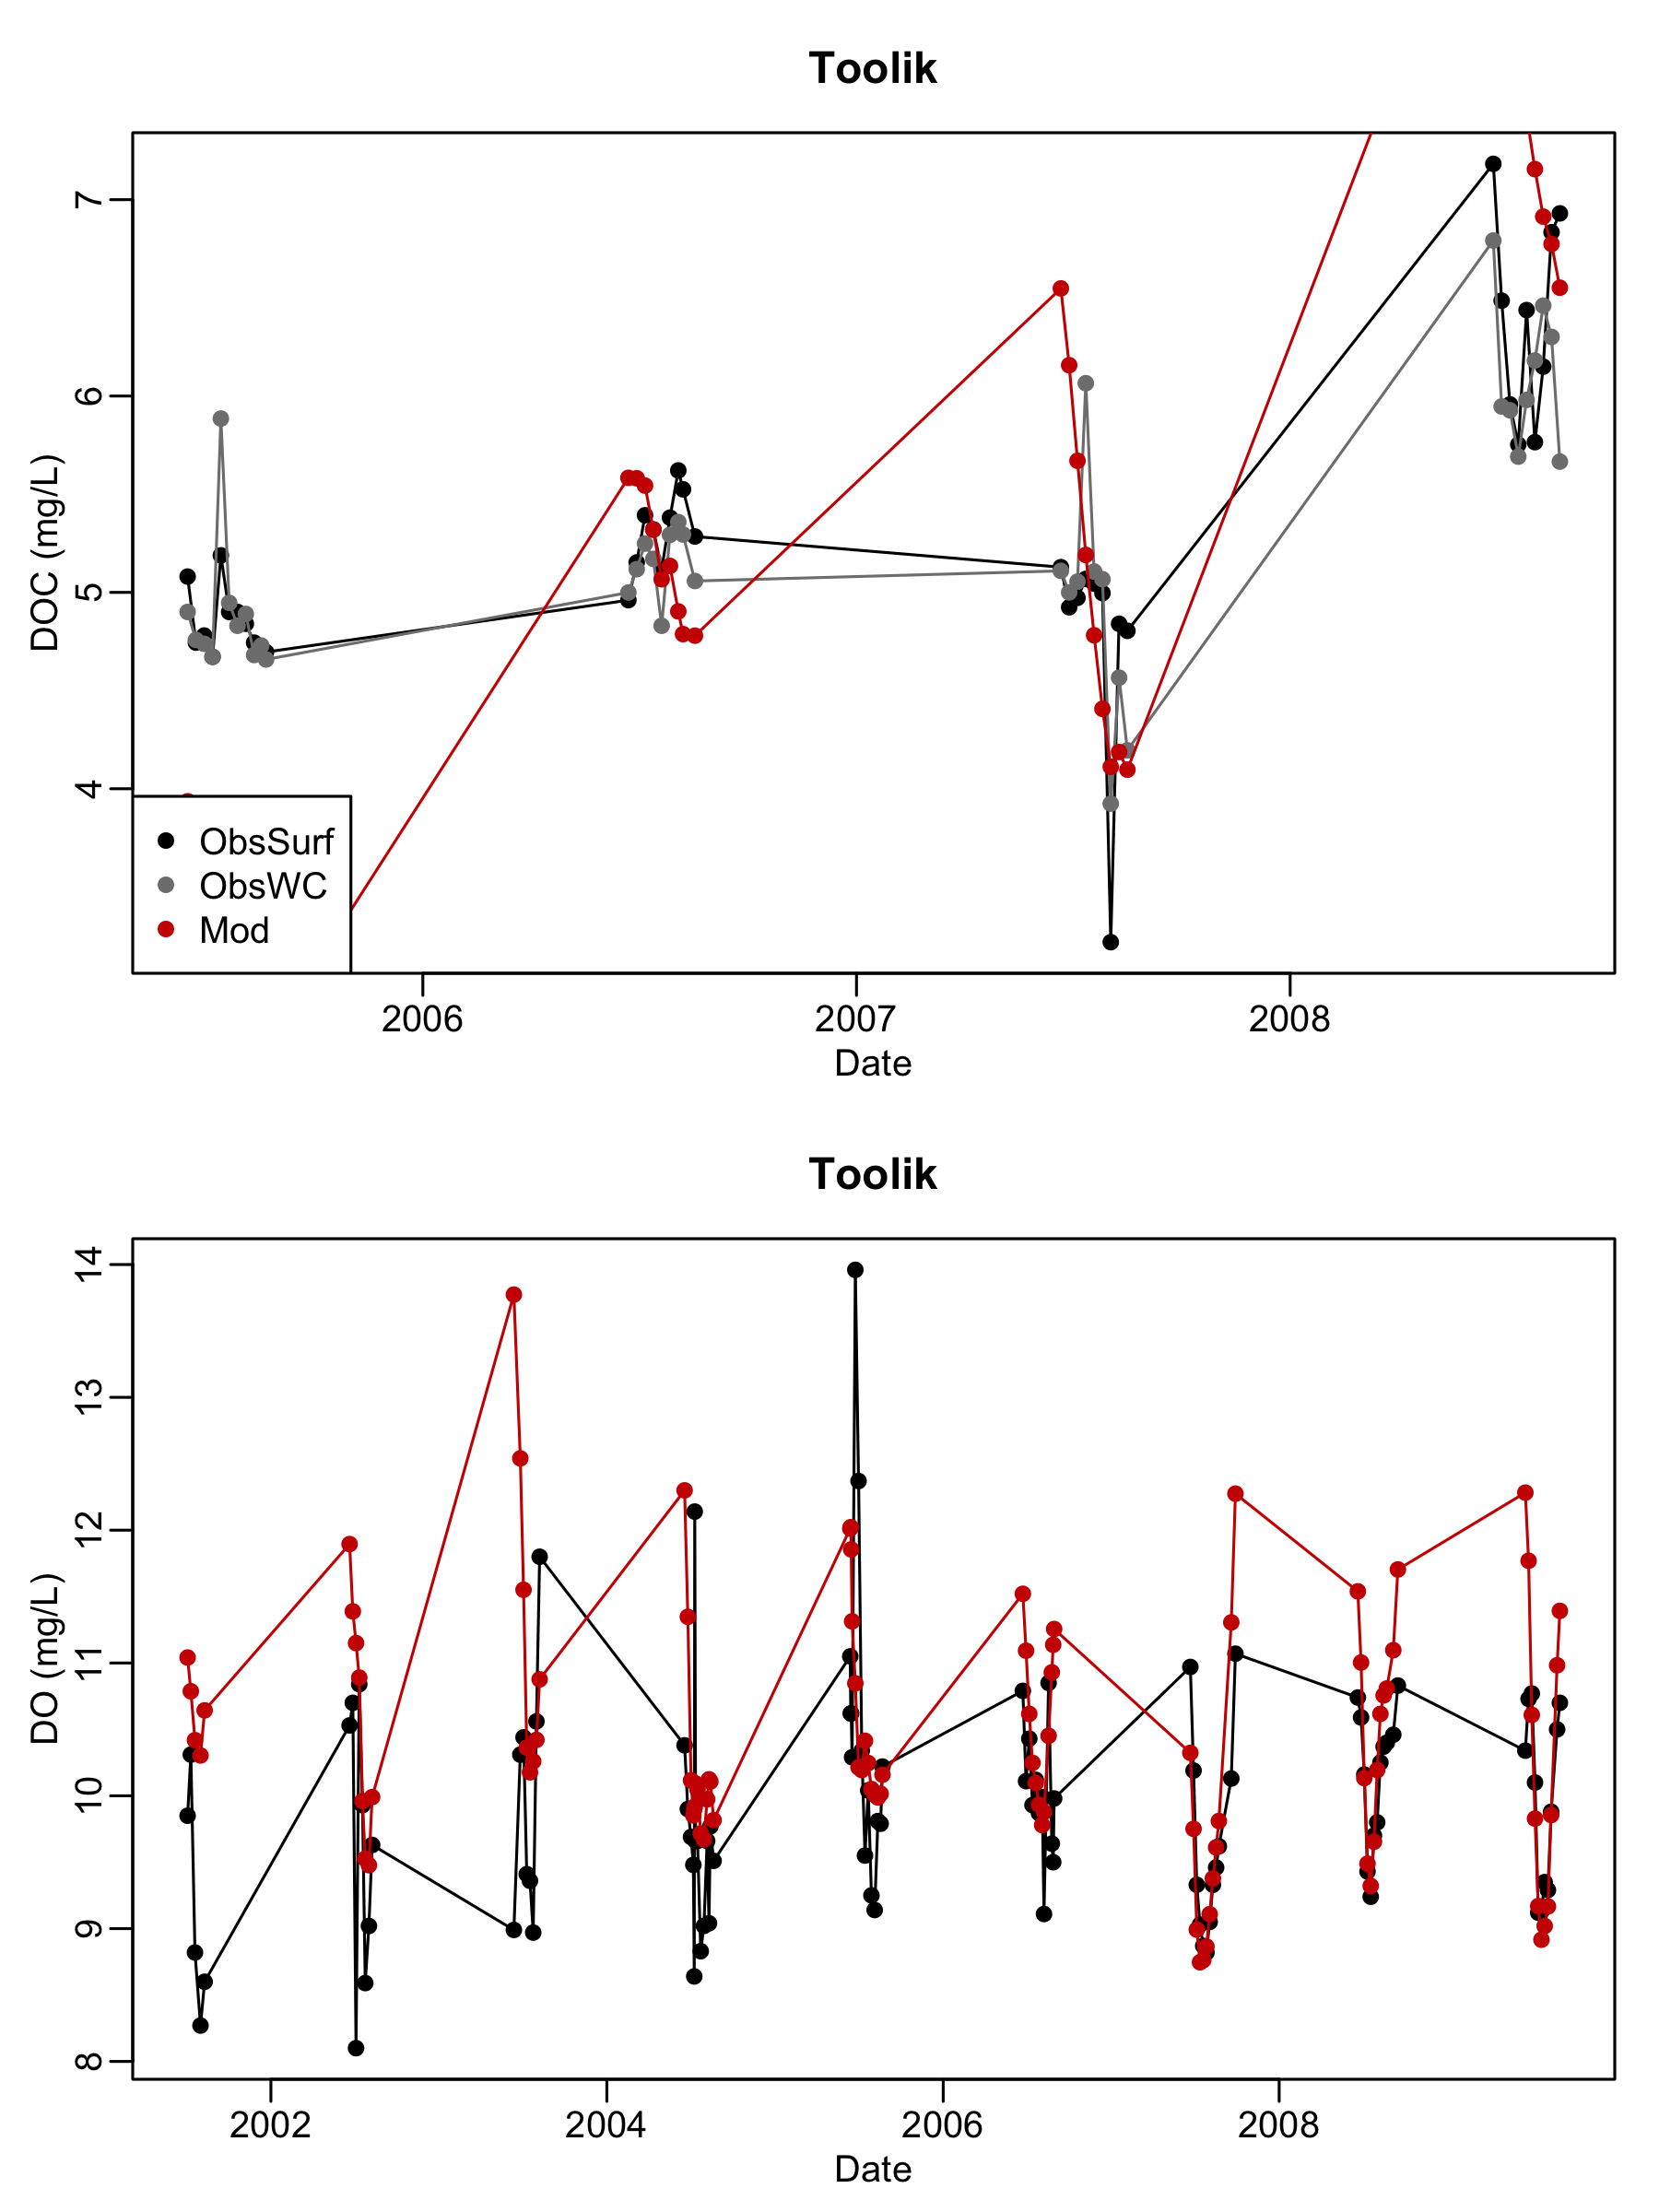 Toolik
DOC (mg/L)
7
6
5
4
ObsSurf
ObsWC
Mod
2006 2007 2008
Date
Toolik
DO (mg/L)
14
13
12
11
10
9
8
2002 2004 2006 2008
Date